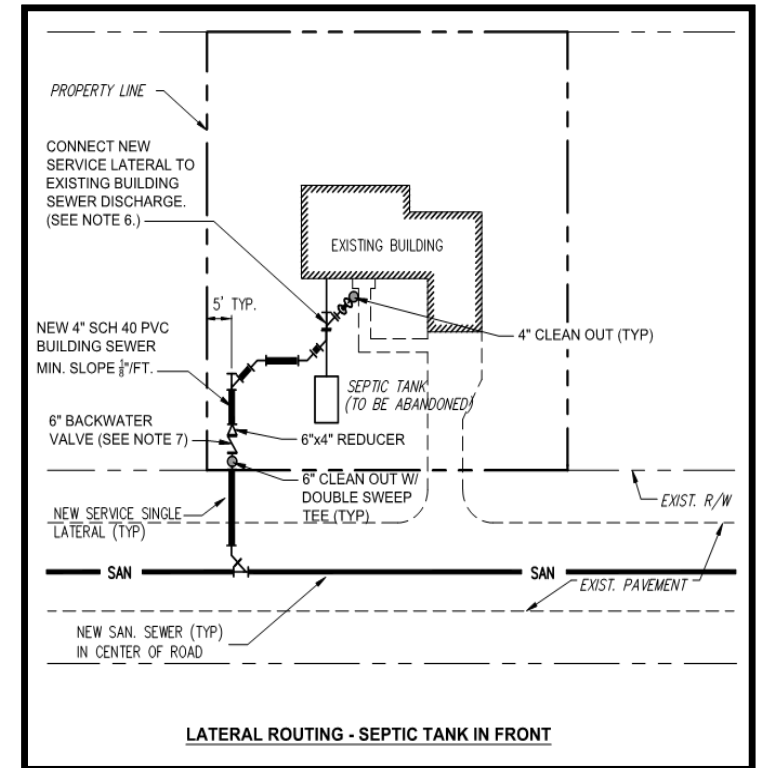 PROPERTY LINE
CONNECT NEW
SERVICE LATERAL TO
EXISTING BUILDING
SEWER DISCHARGE.
(SEE NOTE 6.)
EXISTING BUILDING
5' TYP.
NEW 4" SCH 40 PVC
BUILDING SEWER
MIN. SLOPE ⅛"/FT.
4" CLEAN OUT (TYP)
SEPTIC TANK
(TO BE ABANDONED)
6" BACKWATER
VALVE (SEE NOTE 7)
6"x4" REDUCER
6" CLEAN OUT W/
DOUBLE SWEEP
TEE (TYP)
EXIST. R/W
NEW SERVICE SINGLE
LATERAL (TYP)
SAN
SAN
EXIST. PAVEMENT
NEW SAN. SEWER (TYP)
IN CENTER OF ROAD
LATERAL ROUTING - SEPTIC TANK IN FRONT